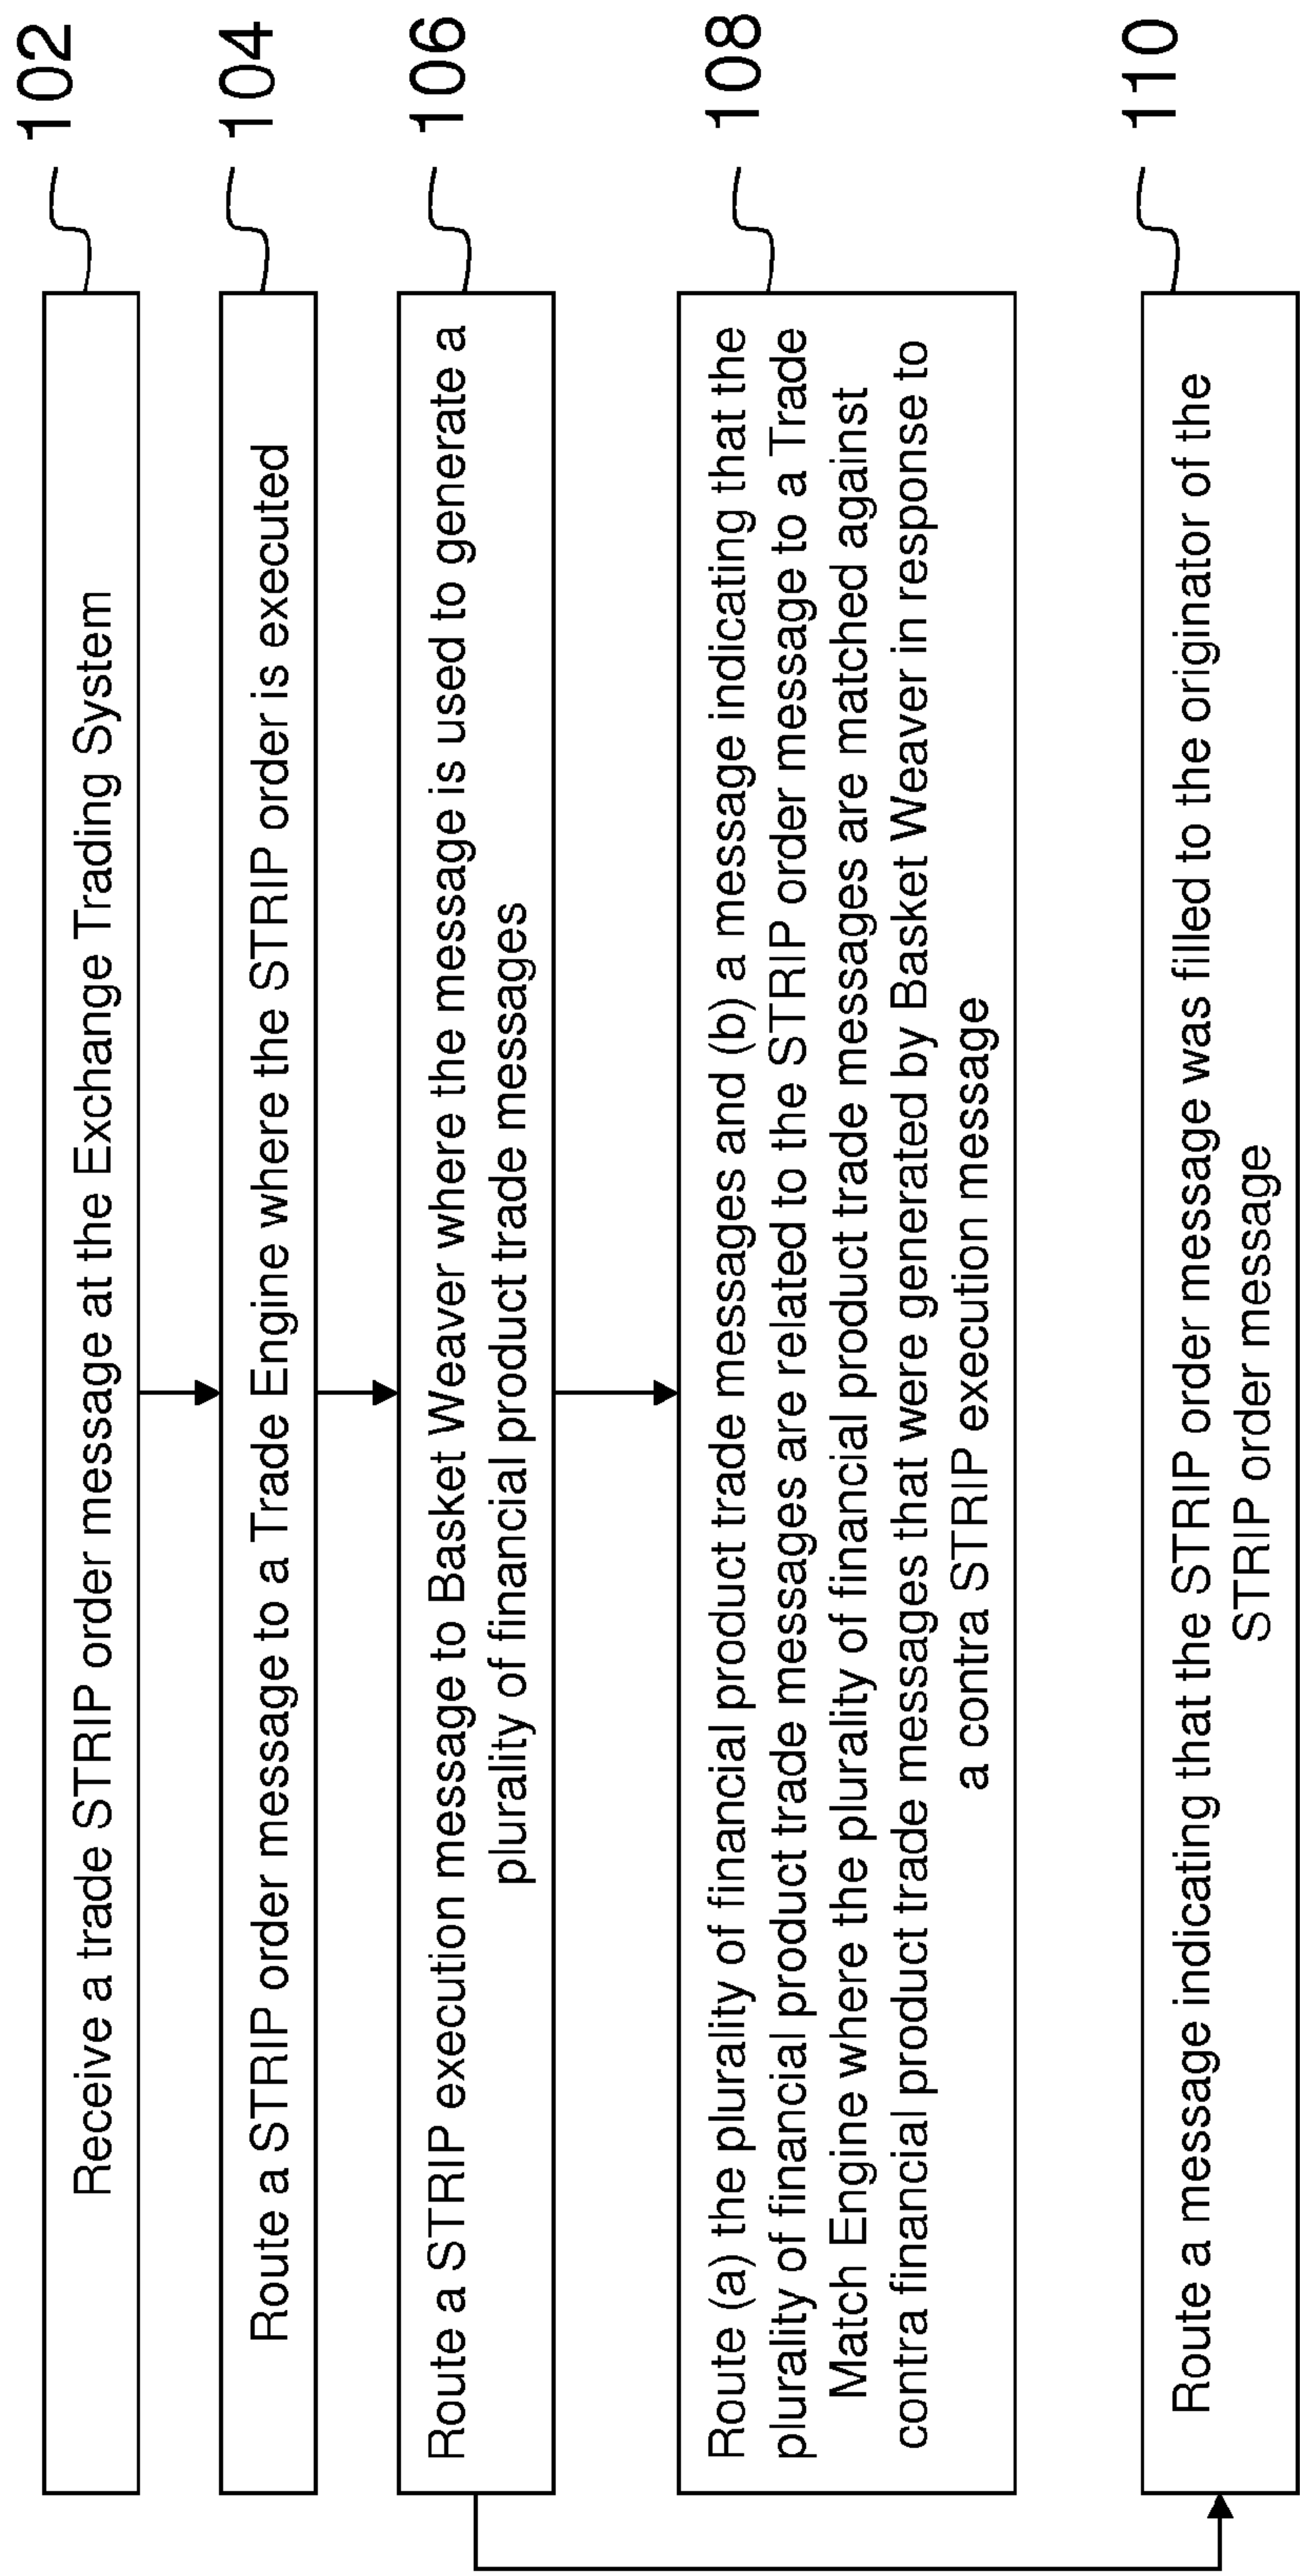 Receive a trade STRIP order message at the Exchange Trading System
102
Route a STRIP order message to a Trade Engine where the STRIP order is executed
104
Route a STRIP execution message to Basket Weaver where the message is used to generate a
plurality of financial product trade messages
106
Route (a) the plurality of financial product trade messages and (b) a message indicating that the
plurality of financial product trade messages are related to the STRIP order message to a Trade
Match Engine where the plurality of financial product trade messages are matched against
contra financial product trade messages that were generated by Basket Weaver in response to
a contra STRIP execution message
108
Route a message indicating that the STRIP order message was filled to the originator of the
STRIP order message
110